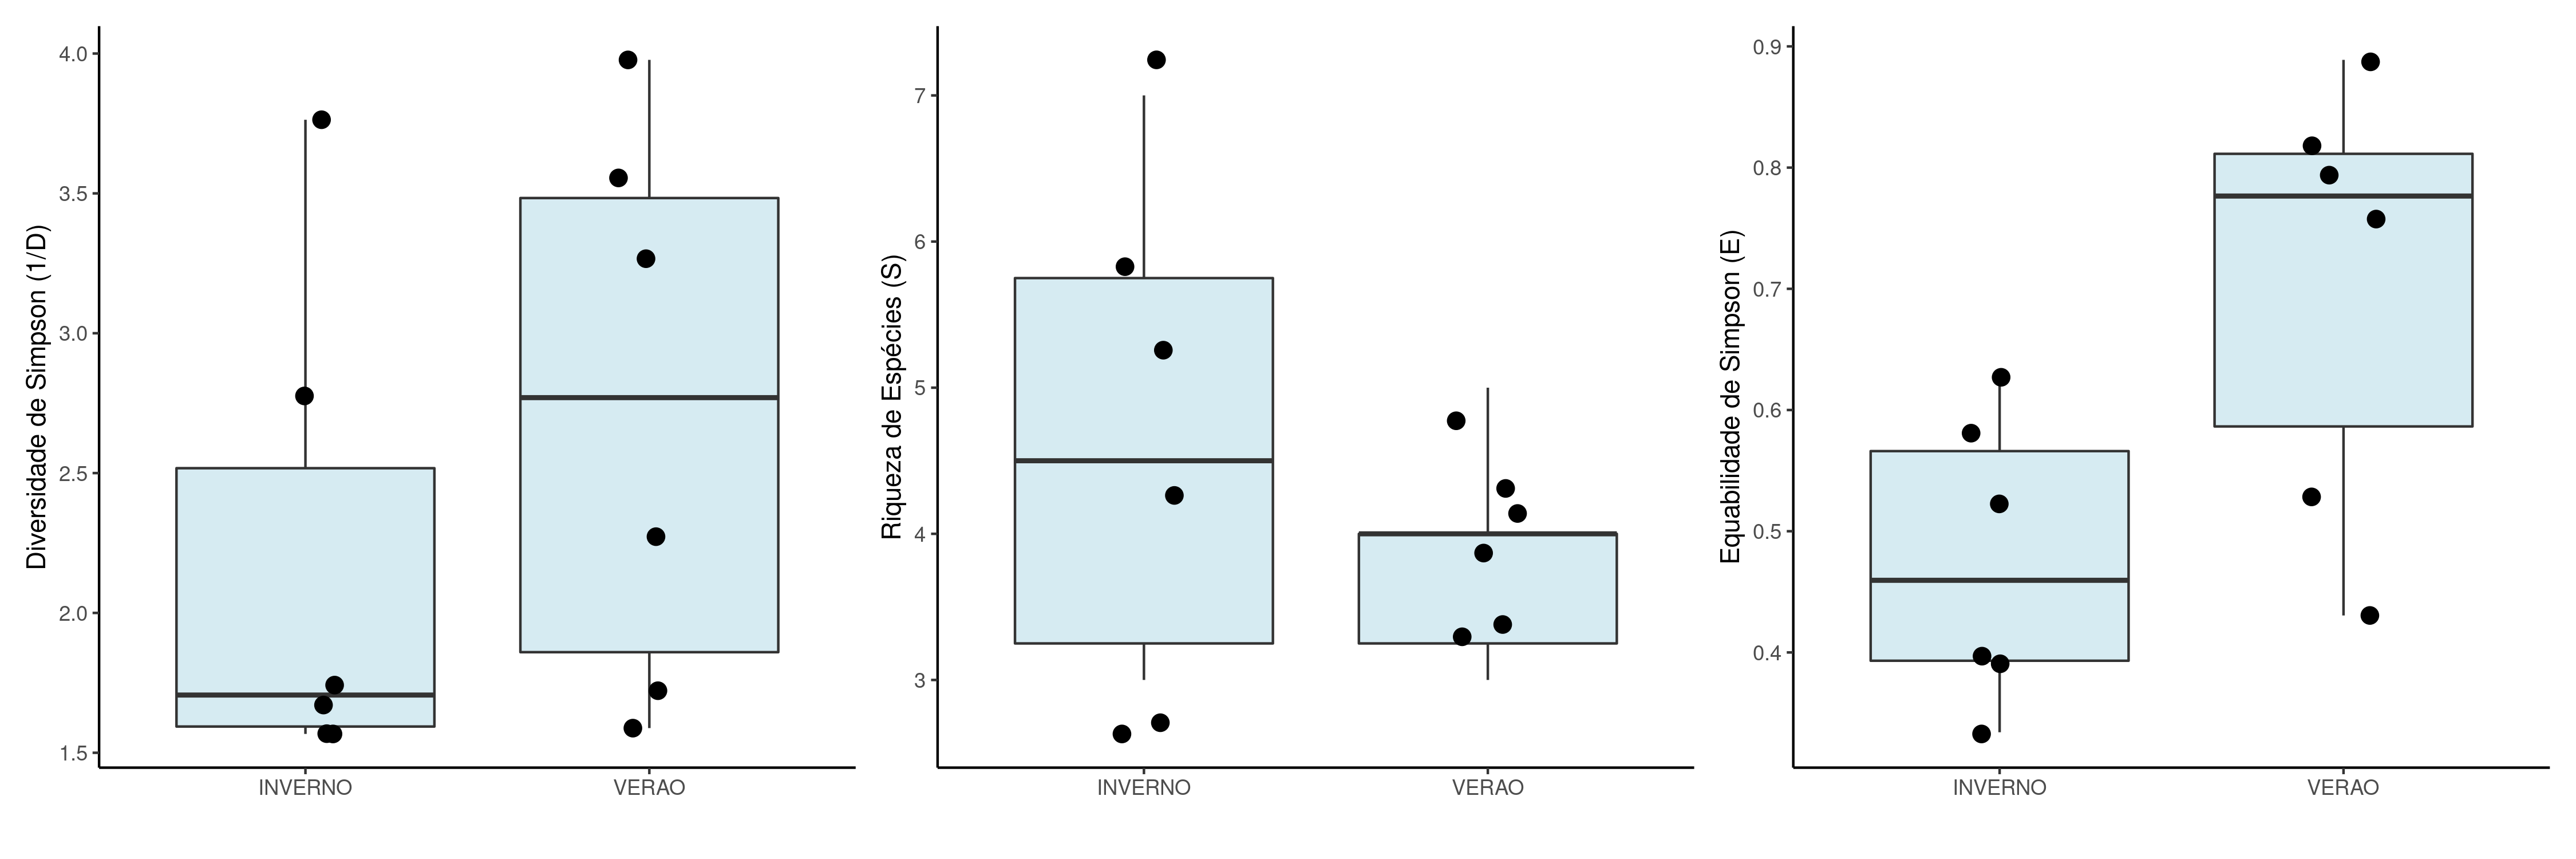 Diversidade de Simpson (1/D)
4.0
3.5
3.0
2.5
2.0
1.5
INVERNO
VERAO
Riqueza de Espécies (S)
7
6
5
4
3
INVERNO
VERAO
Equabilidade de Simpson (E)
0.9
0.8
0.7
0.6
0.5
0.4
INVERNO
VERAO